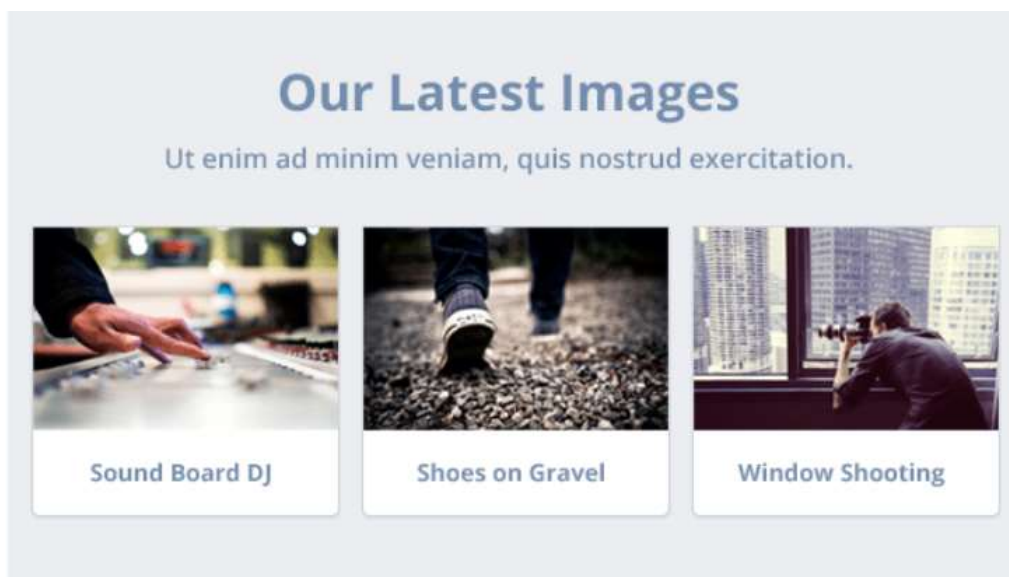 Our Latest Images
Ut enim ad minim veniam, quis nostrud exercitation.
Sound Board DJ
Shoes on Gravel
Window Shooting